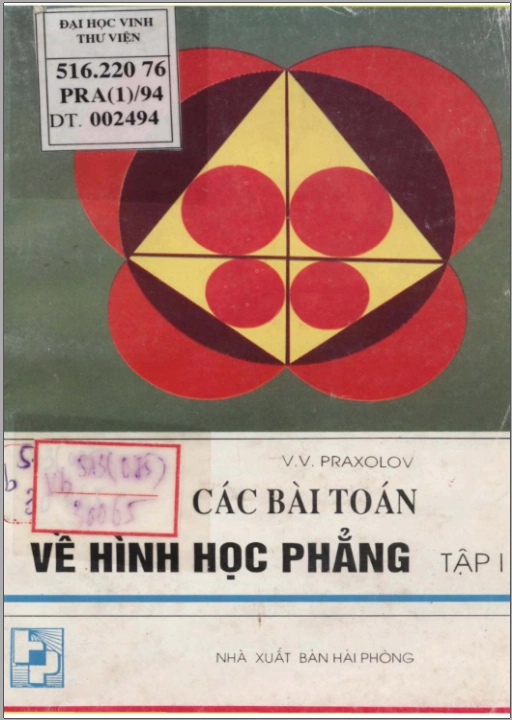 ĐẠI HỌC VINH
THƯ VIỆN
516.220 76
PRA(1)/94
DT. 002494
V.V. PRAXOLOV
CÁC BÀI TOÁN
VỀ HÌNH HỌC PHẲNG TẬP I
NHÀ XUẤT BẢN HẢI PHÒNG